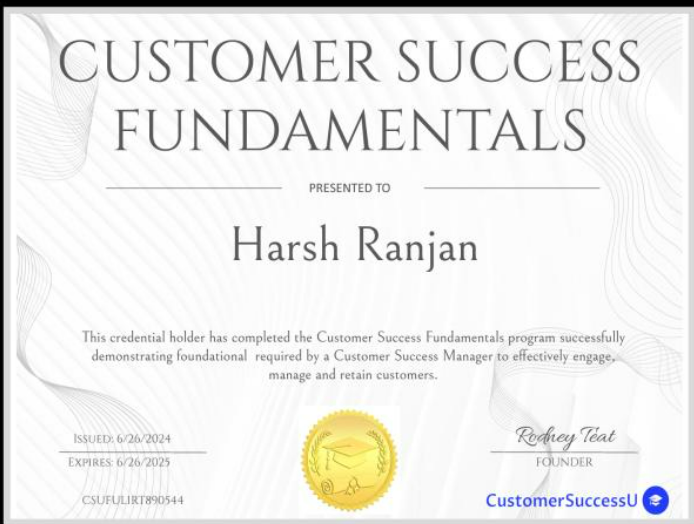 CUSTOMER SUCCESS
FUNDAMENTALS
PRESENTED TO
Harsh Ranjan
This credential holder has completed the Customer Success Fundamentals program successfully
demonstrating foundational required by a Customer Success Manager to effectively engage,
manage and retain customers.
ISSUED: 6/26/2024
EXPIRES: 6/26/2025
CSUFULIRT890544
Rodney Teat
FOUNDER
CustomerSuccessU